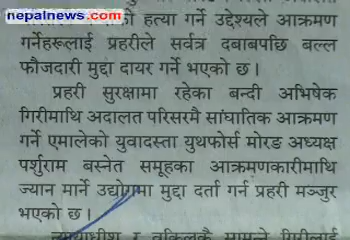 nepalnews.com
हत्या गर्ने उद्देश्यले आक्रमण
गर्नेहरूलाई प्रहरीले सर्वत्र दबाबपछि बल्ल
फौजदारी मुद्दा दायर गर्ने भएको छ ।
प्रहरी सुरक्षामा रहेका बन्दी अभिषेक
गिरीमाथि अदालत परिसरमै सांघातिक आक्रमण
गर्ने एमालेको युवादस्ता युथफोर्स मोरङ अध्यक्ष
पर्शुराम बस्नेत समूहका आक्रमणकारीमाथि
ज्यान मार्ने उद्योगमा मुद्दा दर्ता गर्न प्रहरी मञ्जुर
भएको छ ।